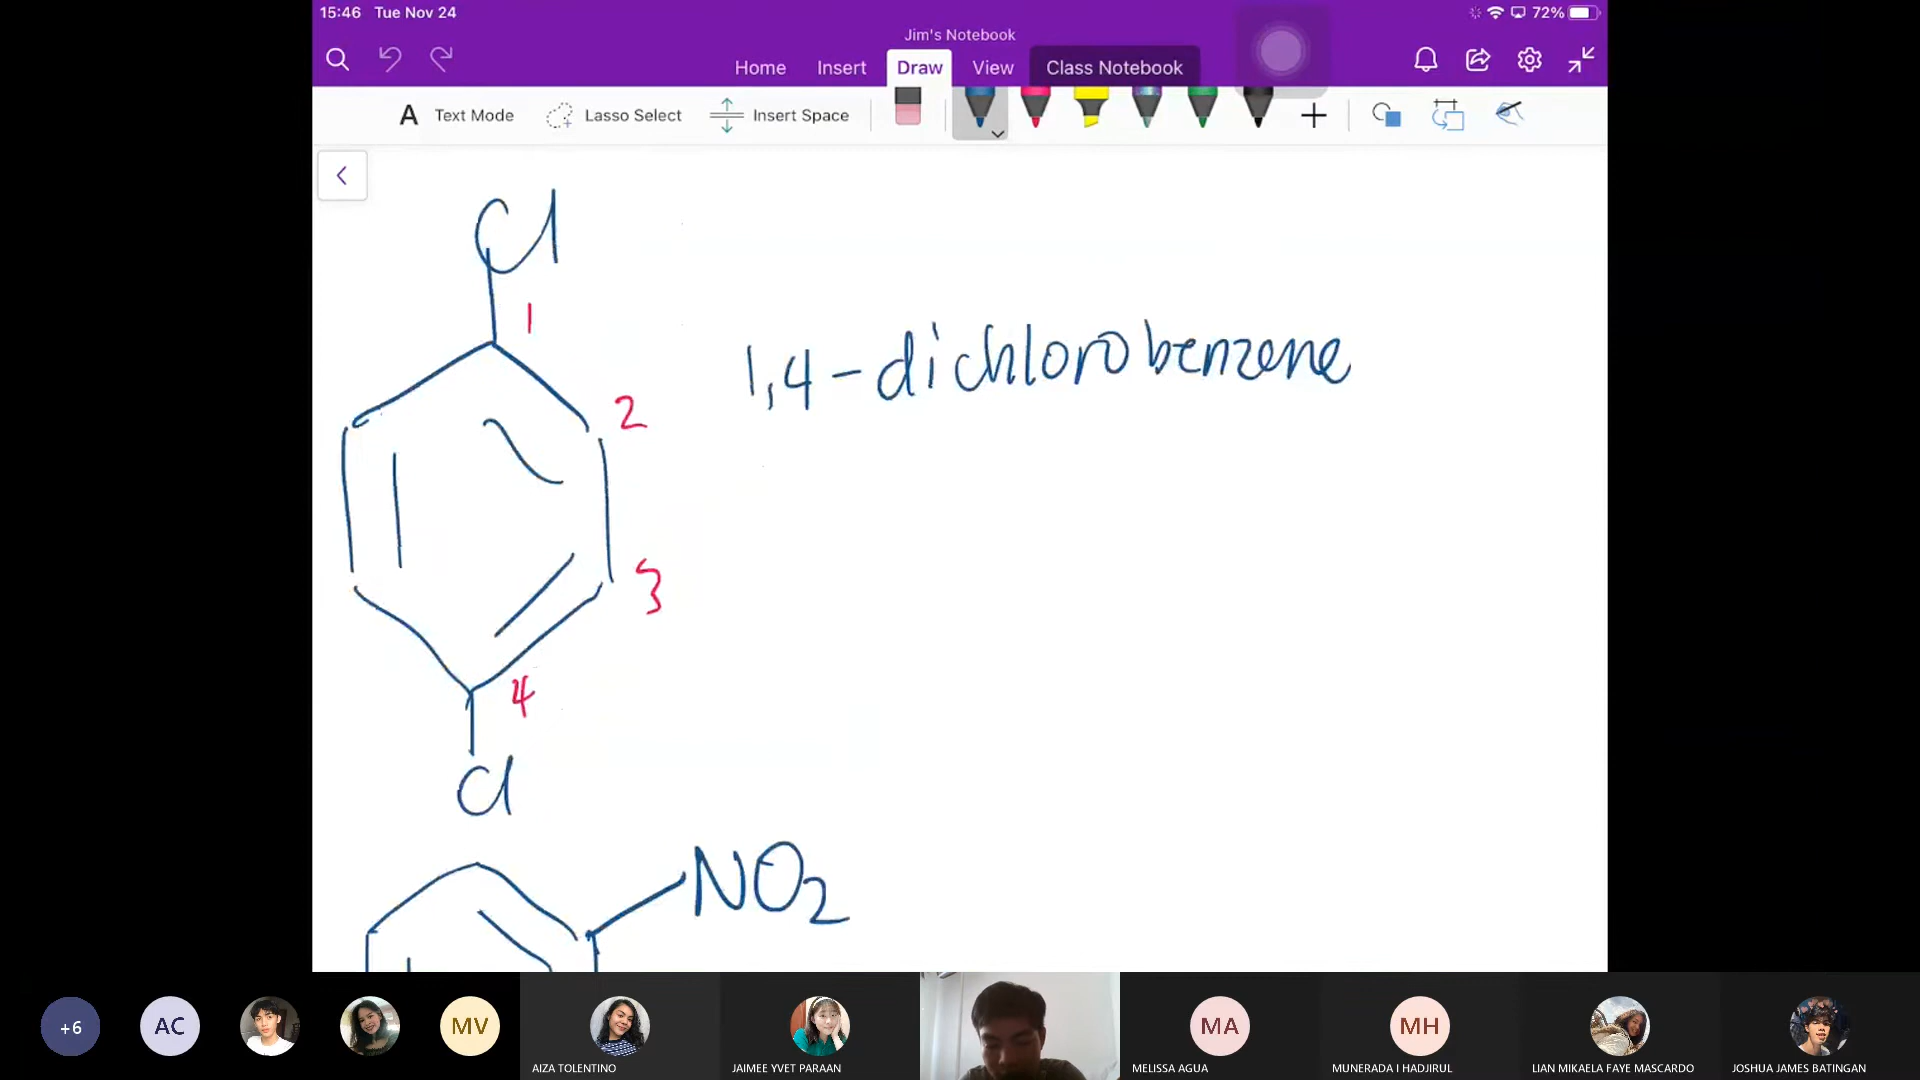 15:46 Tue Nov 24
72%
Jim's Notebook
Home Insert Draw View Class Notebook
A Text Mode Lasso Select Insert Space
Cl
1
1,4-dichlorobenzene
2
3
4
Cl
NO2
+6 AC MV MA MH
AIZA TOLENTINO JAIMEE YVET PARAAN MELISSA AGUA MUNERADA I HADJIRUL LIAN MIKAELA FAYE MASCARDO JOSHUA JAMES BATINGAN